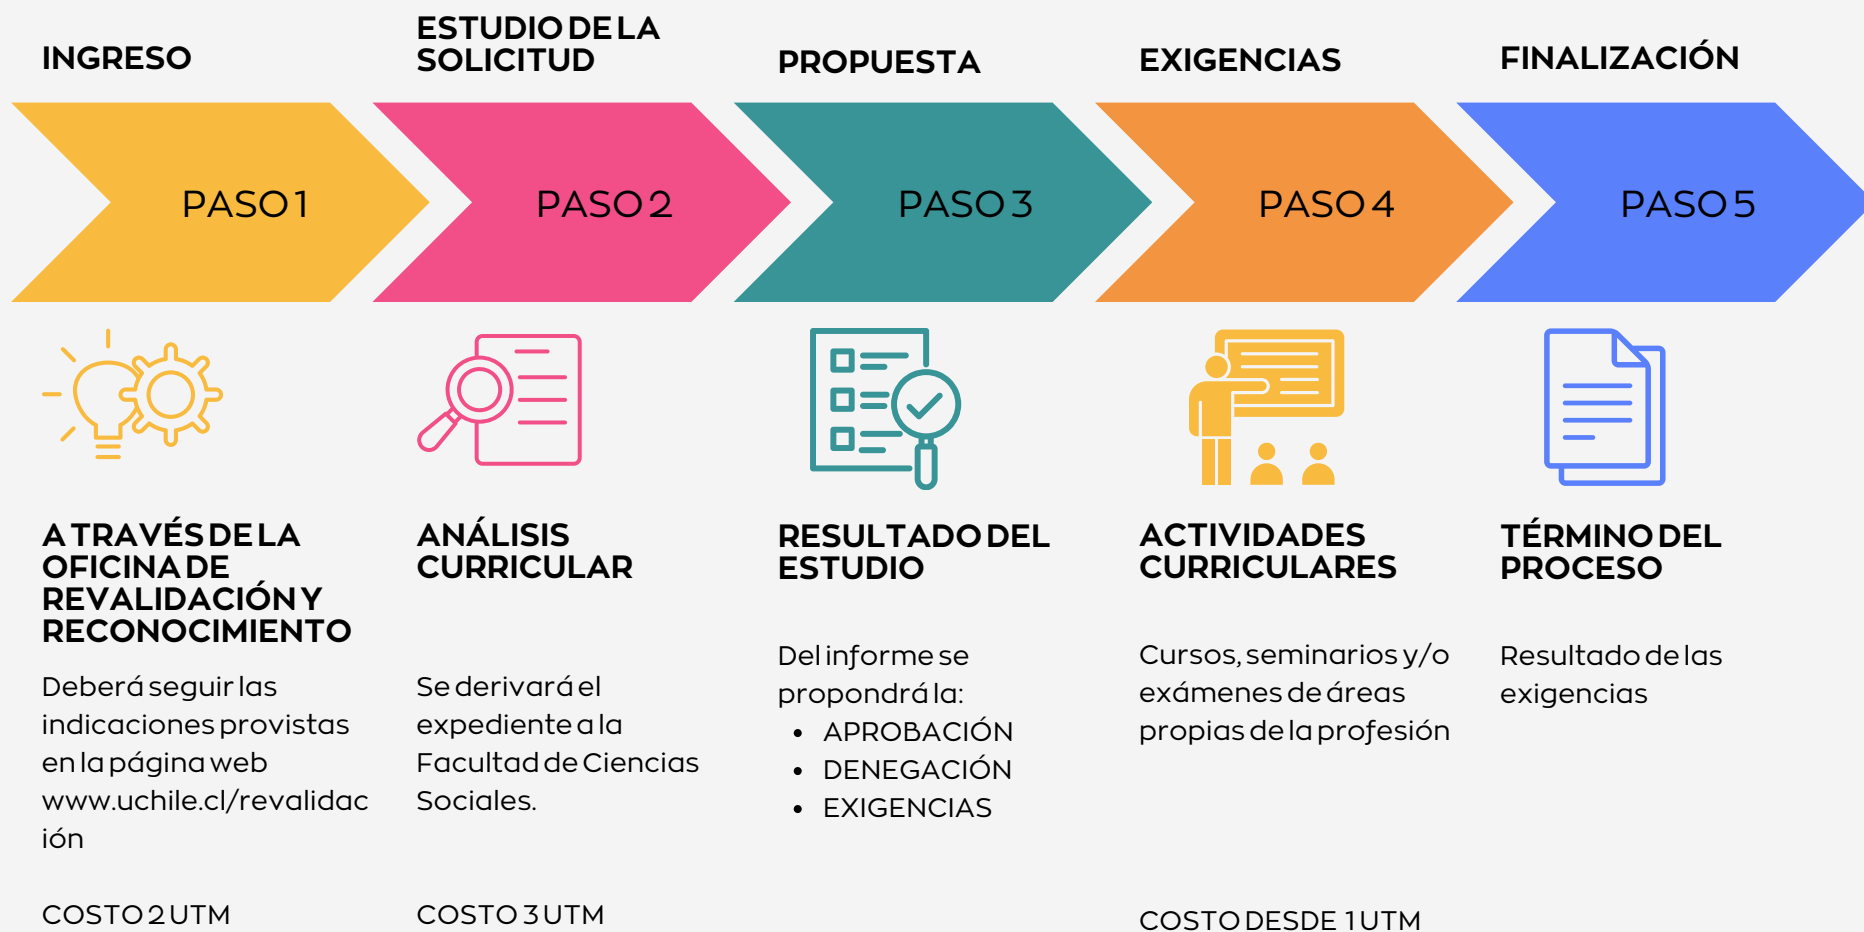 INGRESO
ESTUDIO DE LA
SOLICITUD
PROPUESTA
EXIGENCIAS
FINALIZACIÓN
PASO 1
PASO 2
PASO 3
PASO 4
PASO 5
A TRAVÉS DE LA
OFICINA DE
REVALIDACIÓN Y
RECONOCIMIENTO
Deberá seguir las
indicaciones provistas
en la página web
www.uchile.cl/revalidac
ión
COSTO 2 UTM
ANÁLISIS
CURRICULAR
Se derivará el
expediente a la
Facultad de Ciencias
Sociales.
COSTO 3 UTM
RESULTADO DEL
ESTUDIO
Del informe se
propondrá la:
• APROBACIÓN
• DENEGACIÓN
• EXIGENCIAS
ACTIVIDADES
CURRICULARES
Cursos, seminarios y/o
exámenes de áreas
propias de la profesión
COSTO DESDE 1 UTM
TÉRMINO DEL
PROCESO
Resultado de las
exigencias